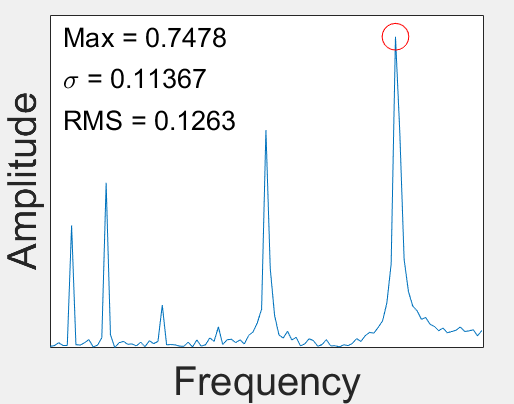 Max = 0.7478
σ = 0.11367
RMS = 0.1263
Amplitude
Frequency